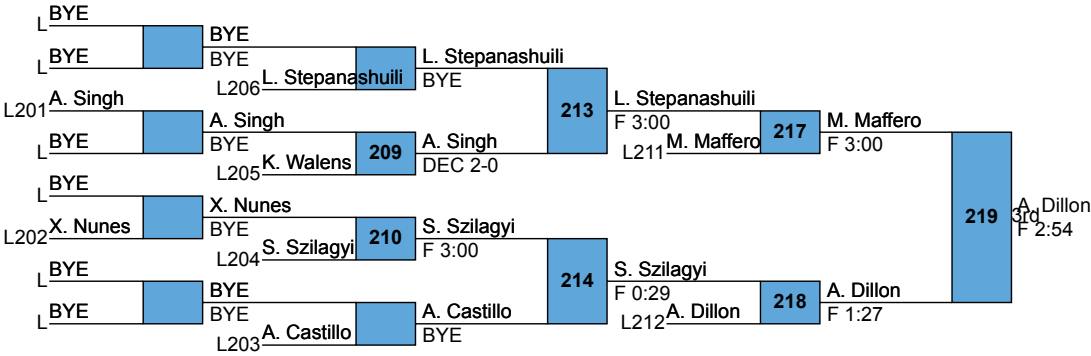 L BYE
L BYE
BYE
BYE
L206 L. Stepanashuili
L. Stepanashuili
BYE
L201 A. Singh
L BYE
A. Singh
BYE
L205 K. Walens
209
A. Singh
DEC 2-0
213
L. Stepanashuili
F 3:00
L211 M. Maffero
217
M. Maffero
F 3:00
L BYE
L202 X. Nunes
X. Nunes
BYE
L204 S. Szilagyi
210
S. Szilagyi
F 3:00
L BYE
L BYE
BYE
BYE
L203 A. Castillo
A. Castillo
BYE
214
S. Szilagyi
F 0:29
L212 A. Dillon
218
A. Dillon
F 1:27
219
A. Dillon
3rd
F 2:54